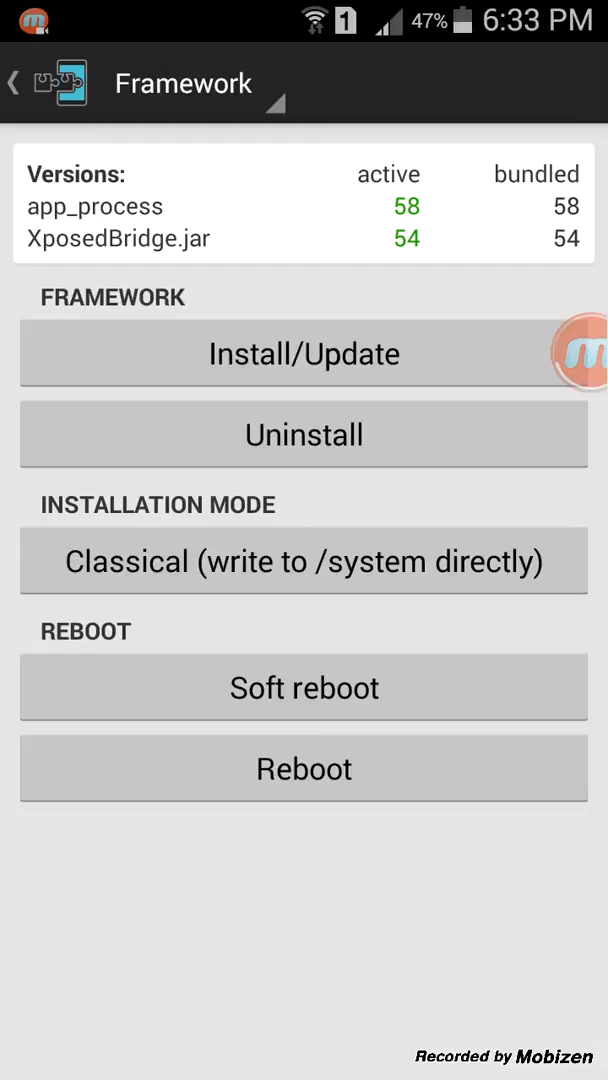 m 1 47% 6:33 PM
Framework
Versions: active bundled
app_process 58 58
XposedBridge.jar 54 54
FRAMEWORK
Install/Update
m
Uninstall
INSTALLATION MODE
Classical (write to /system directly)
REBOOT
Soft reboot
Reboot
Recorded by Mobizen